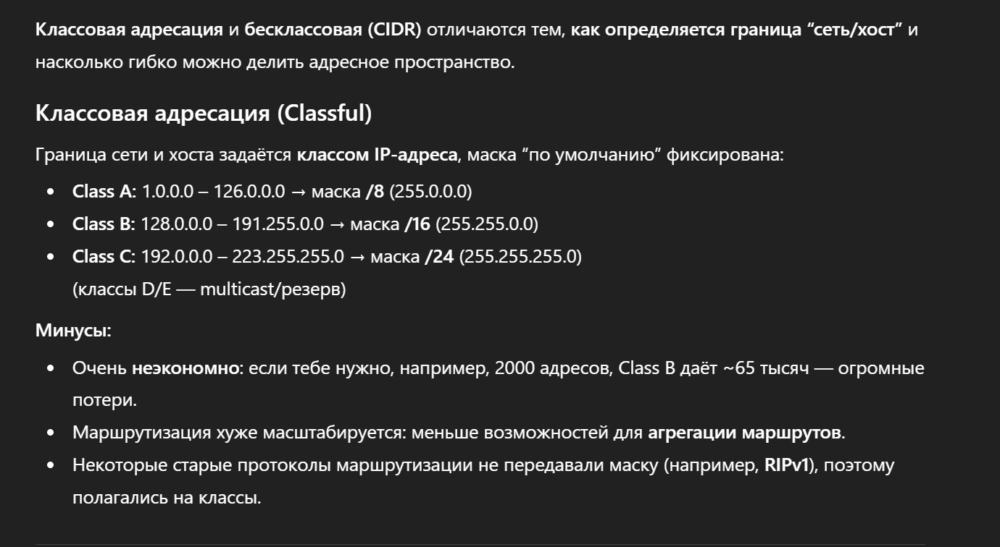 Классовая адресация и бесклассовая (CIDR) отличаются тем, как определяется граница “сеть/хост” и
насколько гибко можно делить адресное пространство.
Классовая адресация (Classful)
Граница сети и хоста задаётся классом IP-адреса, маска “по умолчанию” фиксирована:
• Class A: 1.0.0.0 – 126.0.0.0 → маска /8 (255.0.0.0)
• Class B: 128.0.0.0 – 191.255.0.0 → маска /16 (255.255.0.0)
• Class C: 192.0.0.0 – 223.255.255.0 → маска /24 (255.255.255.0)
(классы D/E — multicast/резерв)
Минусы:
• Очень неэкономно: если тебе нужно, например, 2000 адресов, Class B даёт ~65 тысяч — огромные
потери.
• Маршрутизация хуже масштабируется: меньше возможностей для агрегации маршрутов.
• Некоторые старые протоколы маршрутизации не передавали маску (например, RIPv1), поэтому
полагались на классы.